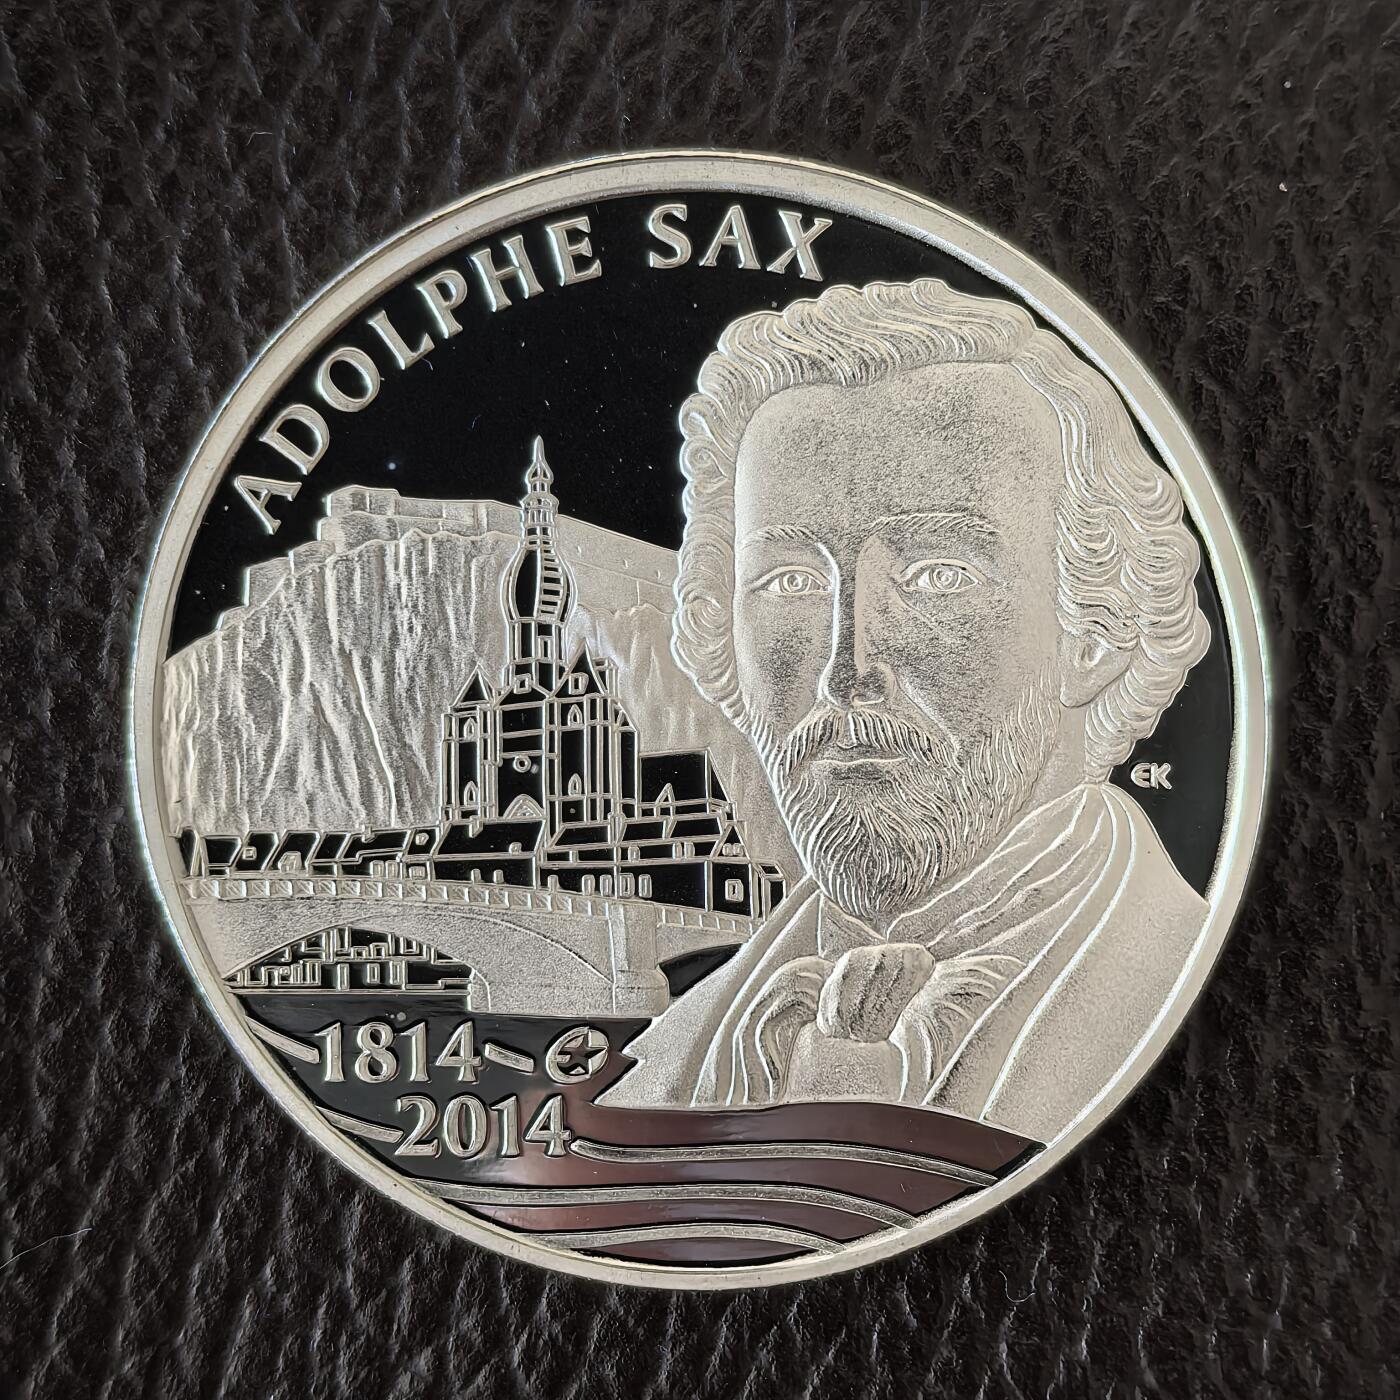 ADOLPHE SAX
EK
1814-
2014